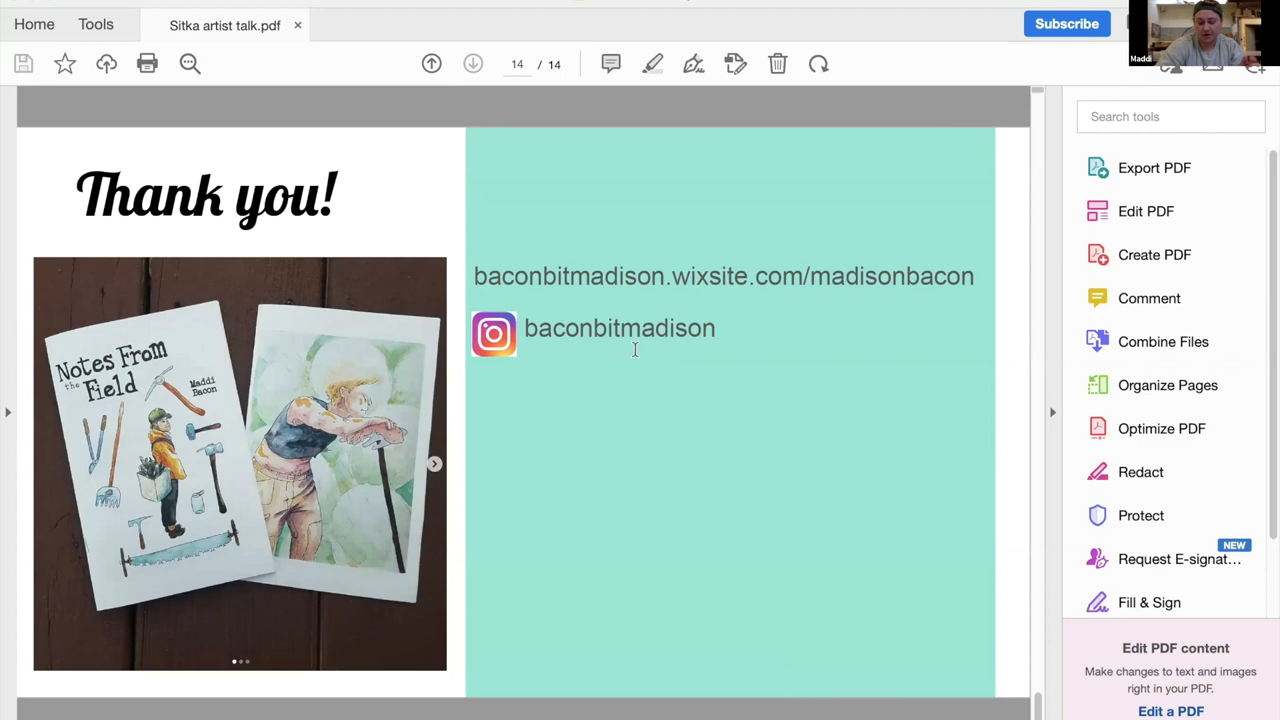 Home
Tools
Sitka artist talk.pdf
Subscribe
Maddi
14 / 14
Search tools
Thank you!
Notes From
the Field
Maddi
Bacon
baconbitmadison.wixsite.com/madisonbacon
baconbitmadison
Export PDF
Edit PDF
Create PDF
Comment
Combine Files
Organize Pages
Optimize PDF
Redact
Protect
NEW
Request E-signat...
Fill & Sign
Edit PDF content
Make changes to text and images
right in your PDF.
Edit a PDF